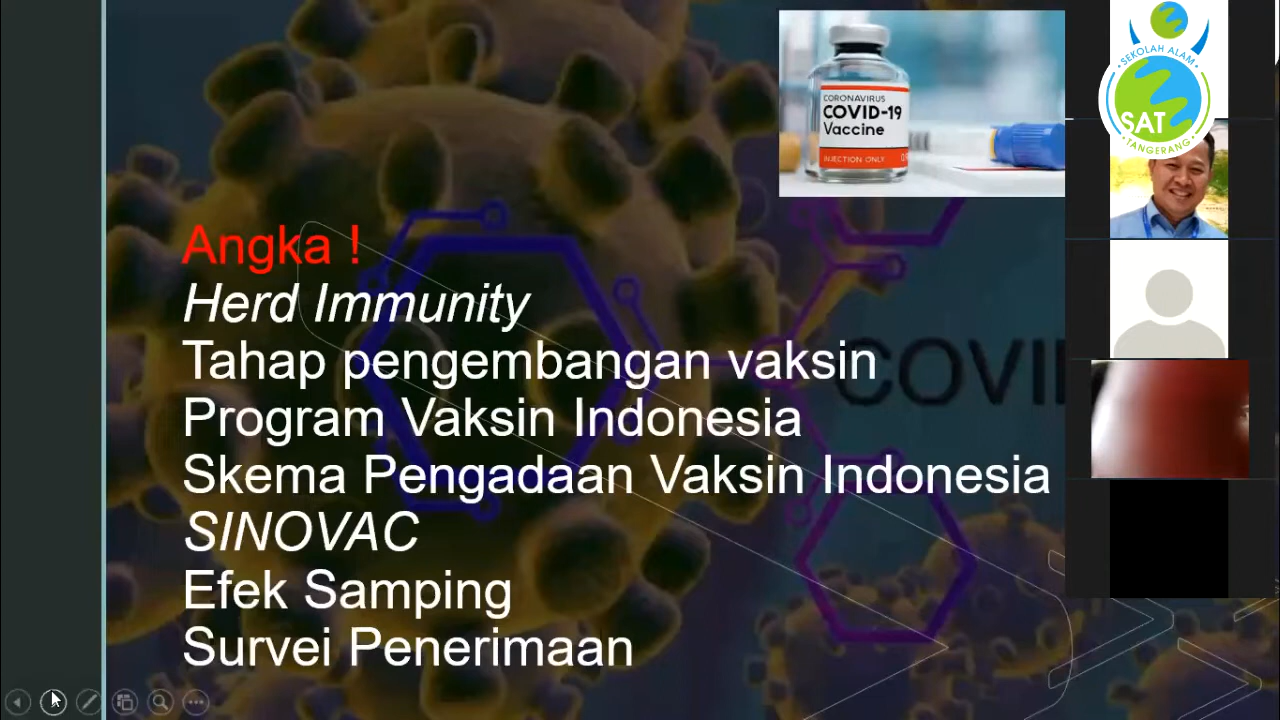 CORONAVIRUS
COVID-19
Vaccine
INJECTION ONLY
SEKOLAH ALAM
SAT
TANGERANG
Angka !
Herd Immunity
Tahap pengembangan vaksin
Program Vaksin Indonesia
Skema Pengadaan Vaksin Indonesia
SINOVAC
Efek Samping
Survei Penerimaan